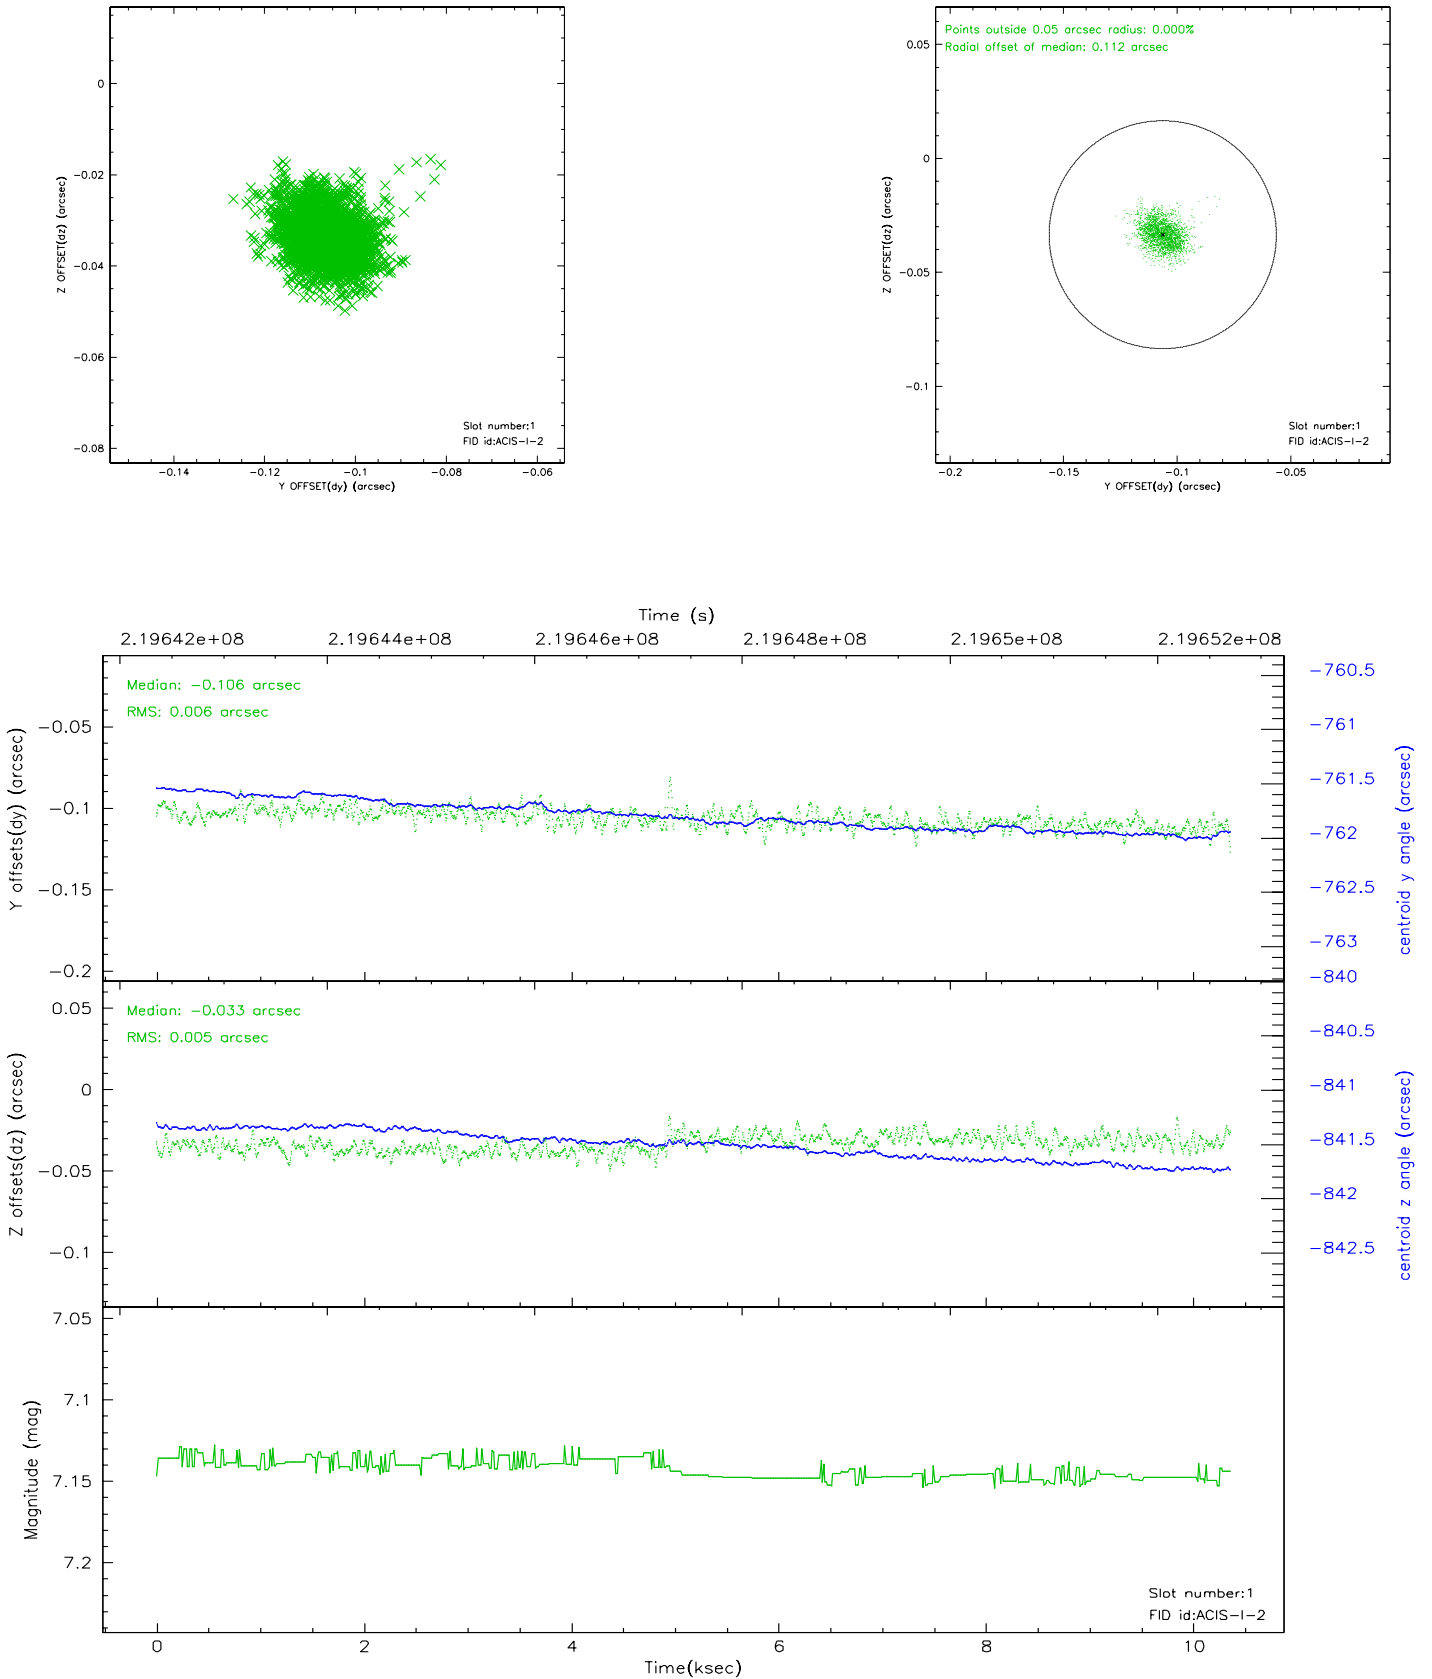 0
−0.02
−0.04
−0.06
−0.08
Z OFFSET(dz) (arcsec)
Slot number:1
FID id:ACIS−I−2
−0.14 −0.12 −0.1 −0.08 −0.06
Y OFFSET(dy) (arcsec)
Points outside 0.05 arcsec radius: 0.000%
Radial offset of median: 0.112 arcsec
0.05
0
−0.05
−0.1
Z OFFSET(dz) (arcsec)
Slot number:1
FID id:ACIS−I−2
−0.2 −0.15 −0.1 −0.05
Y OFFSET(dy) (arcsec)
Time (s)
2.19642e+08 2.19644e+08 2.19646e+08 2.19648e+08 2.1965e+08 2.19652e+08
Median: −0.106 arcsec
RMS: 0.006 arcsec
−0.05
−0.1
−0.15
−0.2
Y offsets(dy) (arcsec)
−760.5
−761
−761.5
−762
−762.5
−763
centroid y angle (arcsec)
Median: −0.033 arcsec
RMS: 0.005 arcsec
0.05
0
−0.05
−0.1
Z offsets(dz) (arcsec)
−840
−840.5
−841
−841.5
−842
−842.5
centroid z angle (arcsec)
7.05
7.1
7.15
7.2
Magnitude (mag)
Slot number:1
FID id:ACIS−I−2
0 2 4 6 8 10
Time(ksec)